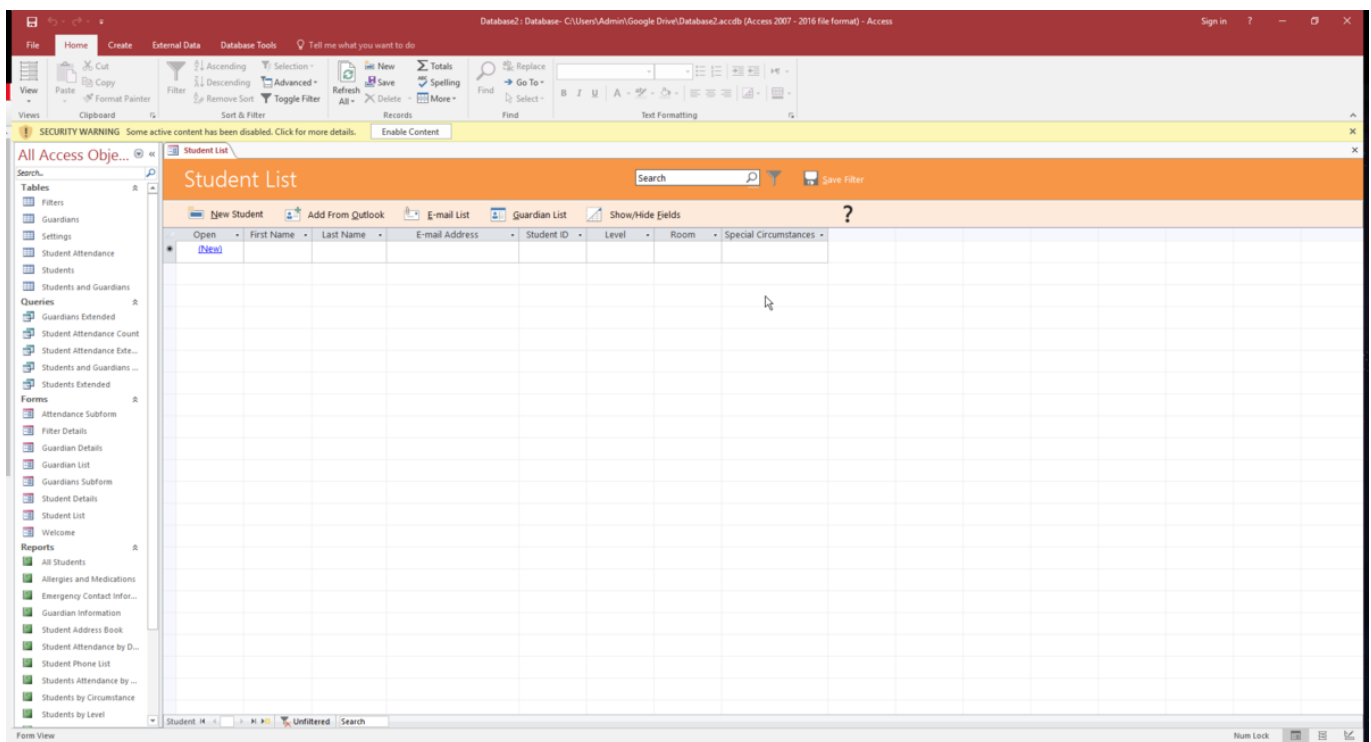 Database2 : Database- C:\Users\Admin\Google Drive\Database2.accdb (Access 2007 - 2016 file format) - Access
Sign in ?
File Home Create External Data Database Tools Tell me what you want to do
View
Views
Paste
Cut
Copy
Format Painter
Clipboard
Filter
Ascending
Descending
Remove Sort
Selection
Advanced
Toggle Filter
Sort & Filter
Refresh
All
New
Save
Delete
Totals
Spelling
More
Records
Find
Replace
Go To
Select
Find
B I U A
Text Formatting
SECURITY WARNING Some active content has been disabled. Click for more details. Enable Content
All Access Obje...
Search..
Tables
Filters
Guardians
Settings
Student Attendance
Students
Students and Guardians
Queries
Guardians Extended
Student Attendance Count
Student Attendance Exte...
Students and Guardians ...
Students Extended
Forms
Attendance Subform
Filter Details
Guardian Details
Guardian List
Guardians Subform
Student Details
Student List
Welcome
Reports
All Students
Allergies and Medications
Emergency Contact Infor...
Guardian Information
Student Address Book
Student Attendance by D...
Student Phone List
Students Attendance by ...
Students by Circumstance
Students by Level
Student List
Student List
Search
Save Filter
New Student Add From Outlook E-mail List Guardian List Show/Hide Fields ?
Open First Name Last Name E-mail Address Student ID Level Room Special Circumstances
(New)
Student Unfiltered Search
Form View
Num Lock